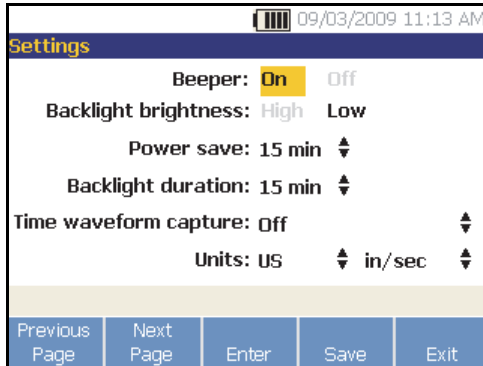 09/03/2009 11:13 AM
Settings
Beeper: On Off
Backlight brightness: High Low
Power save: 15 min
Backlight duration: 15 min
Time waveform capture: Off
Units: US in/sec
Previous Page Next Page Enter Save Exit